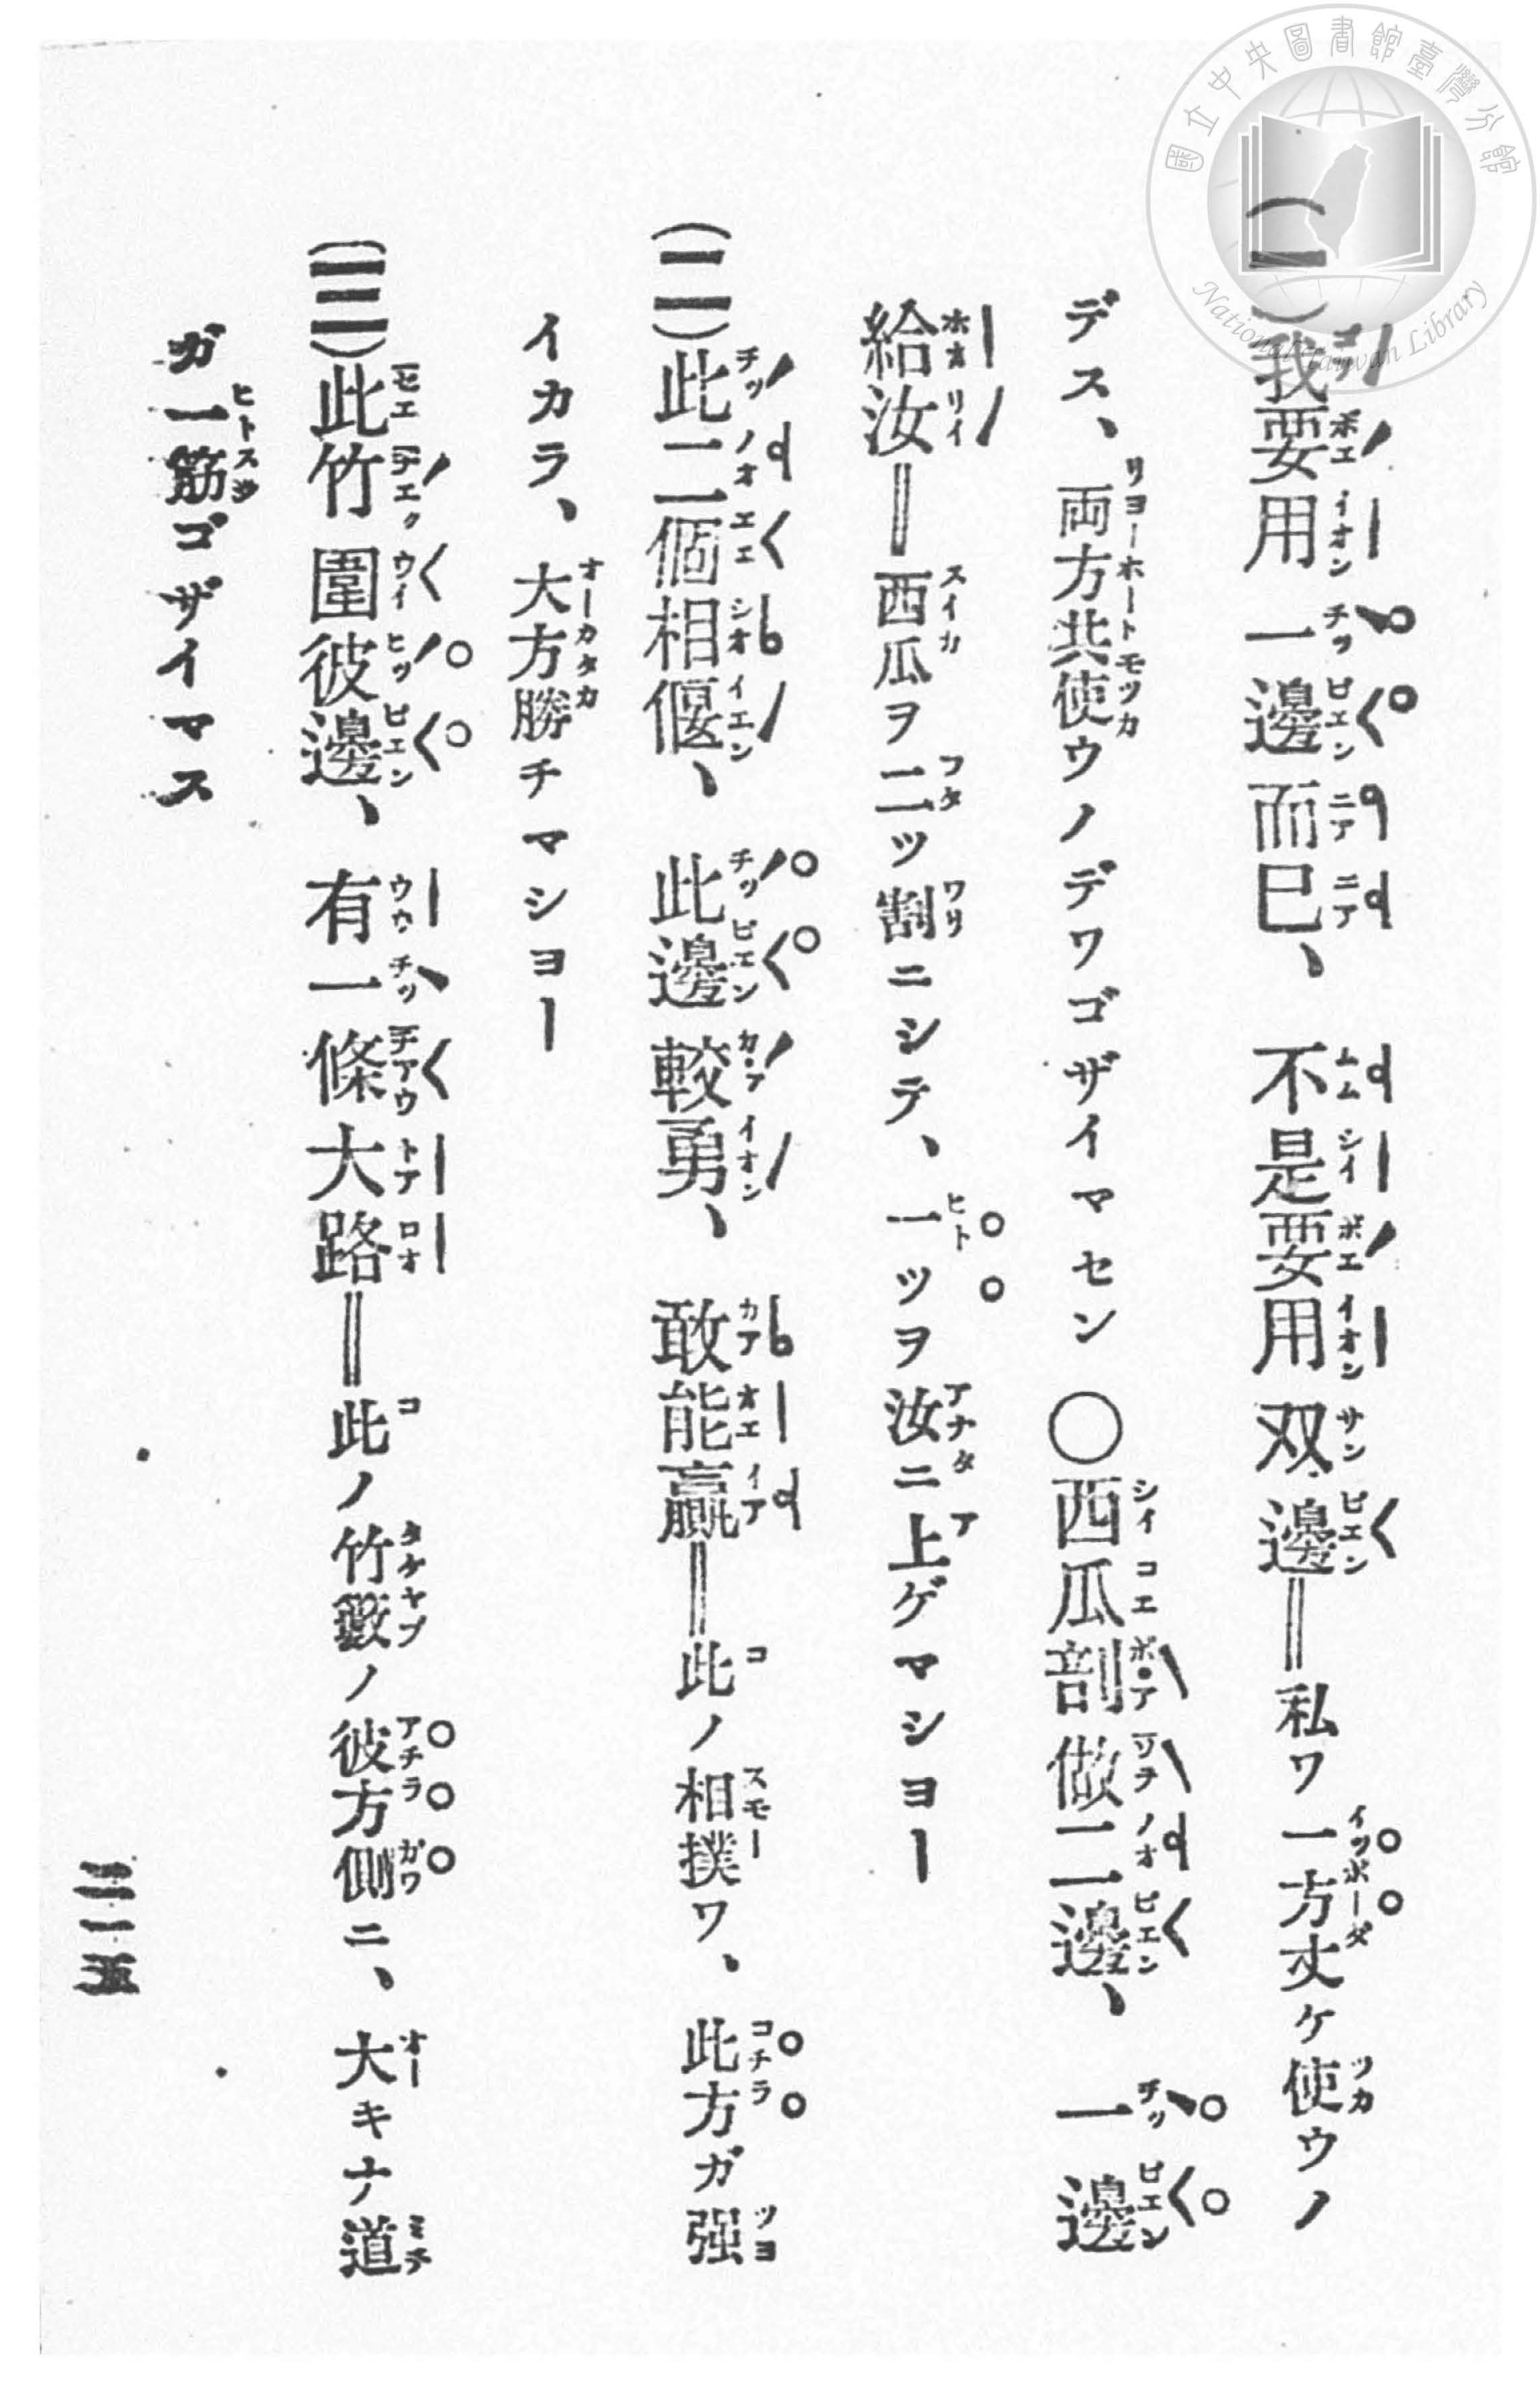 國立中央圖書館臺灣分館
National Taiwan Library
(一)我要用一邊而已、不是要用双邊=私ワ一方丈ケ使ウノ
デス、両方共使ウノデワゴザイマセン ○西瓜剖做二邊、一邊
給汝=西瓜ヲ二ツ割ニシテ、一ツヲ汝ニ上ゲマショー
(二)此二個相偃、此邊較勇、敢能贏=此ノ相撲ワ、此方ガ强
イカラ、大方勝チマショー
(三)此竹圍彼邊、有一條大路=此ノ竹藪ノ彼方側ニ、大キナ道
ガ一筋ゴザイマス
二一五